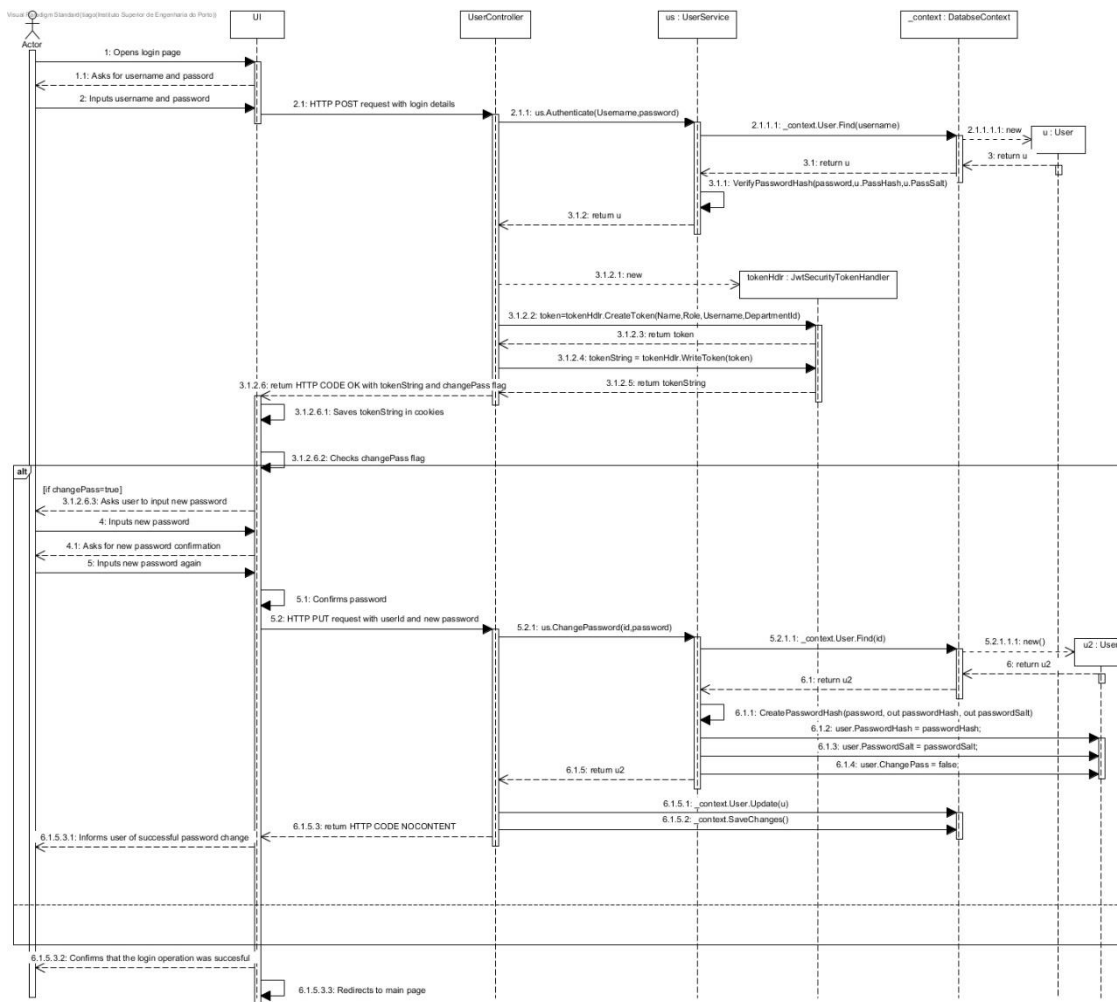 Visual Paradigm Standard(tiago(Instituto Superior de Engenharia do Porto))
Actor
UI
UserController
us : UserService
_context : DatabseContext
1: Opens login page
1.1: Asks for username and passord
2: Inputs username and password
2.1: HTTP POST request with login details
2.1.1: us.Authenticate(Username,password)
2.1.1.1: _context.User.Find(username)
2.1.1.1.1: new
u : User
3: return u
3.1: return u
3.1.1: VerifyPasswordHash(password,u.PassHash,u.PassSalt)
3.1.2: return u
3.1.2.1: new
tokenHdlr : JwtSecurityTokenHandler
3.1.2.2: token=tokenHdlr.CreateToken(Name,Role,Username,DepartmentId)
3.1.2.3: return token
3.1.2.4: tokenString = tokenHdlr.WriteToken(token)
3.1.2.5: return tokenString
3.1.2.6: return HTTP CODE OK with tokenString and changePass flag
3.1.2.6.1: Saves tokenString in cookies
3.1.2.6.2: Checks changePass flag
alt
[if changePass=true]
3.1.2.6.3: Asks user to input new password
4: Inputs new password
4.1: Asks for new password confirmation
5: Inputs new password again
5.1: Confirms password
5.2: HTTP PUT request with userId and new password
5.2.1: us.ChangePassword(id,password)
5.2.1.1: _context.User.Find(id)
5.2.1.1.1: new()
u2 : User
6: return u2
6.1: return u2
6.1.1: CreatePasswordHash(password, out passwordHash, out passwordSalt)
6.1.2: user.PasswordHash = passwordHash;
6.1.3: user.PasswordSalt = passwordSalt;
6.1.4: user.ChangePass = false;
6.1.5: return u2
6.1.5.1: _context.User.Update(u)
6.1.5.2: _context.SaveChanges()
6.1.5.3: return HTTP CODE NOCONTENT
6.1.5.3.1: Informs user of successful password change
6.1.5.3.2: Confirms that the login operation was succesful
6.1.5.3.3: Redirects to main page